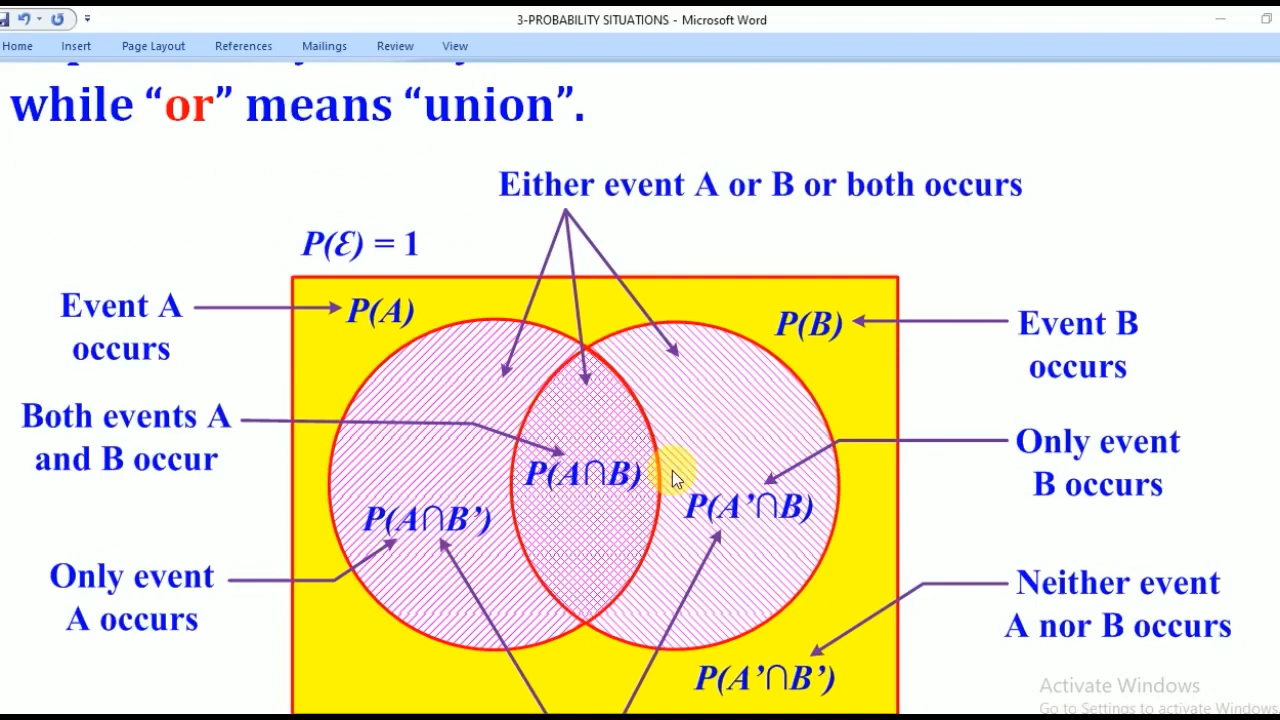 3-PROBABILITY SITUATIONS - Microsoft Word
Home Insert Page Layout References Mailings Review View
while “or” means “union”.
Either event A or B or both occurs
P(Ɛ) = 1
Event A
occurs
P(A)
P(B)
Event B
occurs
Both events A
and B occur
P(A∩B)
Only event
B occurs
P(A’∩B)
P(A∩B’)
Only event
A occurs
Neither event
A nor B occurs
P(A’∩B’)
Activate Windows
Go to Settings to activate Windows.